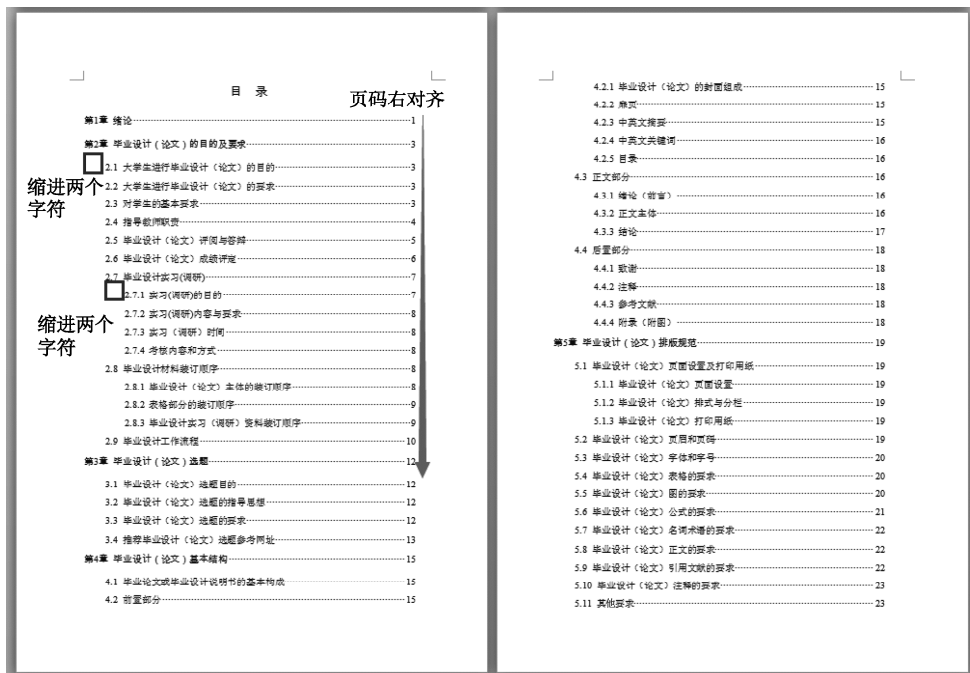 目 录
页码右对齐
第1章 绪论 1
第2章 毕业设计（论文）的目的及要求 3
2.1 大学生进行毕业设计（论文）的目的 3
缩进两个
字符
2.2 大学生进行毕业设计（论文）的要求 3
2.3 对学生的基本要求 3
2.4 指导教师职责 4
2.5 毕业设计（论文）评阅与答辩 5
2.6 毕业设计（论文）成绩评定 6
2.7 毕业设计实习(调研) 7
2.7.1 实习(调研)的目的 7
缩进两个
字符
2.7.2 实习(调研)内容与要求 8
2.7.3 实习（调研）时间 8
2.7.4 考核内容和方式 8
2.8 毕业设计材料装订顺序 8
2.8.1 毕业设计（论文）主体的装订顺序 8
2.8.2 表格部分的装订顺序 9
2.8.3 毕业设计实习（调研）资料装订顺序 9
2.9 毕业设计工作流程 10
第3章 毕业设计（论文）选题 12
3.1 毕业设计（论文）选题目的 12
3.2 毕业设计（论文）选题的指导思想 12
3.3 毕业设计（论文）选题的要求 12
3.4 推荐毕业设计（论文）选题参考网址 13
第4章 毕业设计（论文）基本结构 15
4.1 毕业论文或毕业设计说明书的基本构成 15
4.2 前置部分 15
4.2.1 毕业设计（论文）的封面组成 15
4.2.2 扉页 15
4.2.3 中英文摘要 15
4.2.4 中英文关键词 16
4.2.5 目录 16
4.3 正文部分 16
4.3.1 绪论（前言） 16
4.3.2 正文主体 16
4.3.3 结论 17
4.4 后置部分 18
4.4.1 致谢 18
4.4.2 注释 18
4.4.3 参考文献 18
4.4.4 附录（附图） 18
第5章 毕业设计（论文）排版规范 19
5.1 毕业设计（论文）页面设置及打印用纸 19
5.1.1 毕业设计（论文）页面设置 19
5.1.2 毕业设计（论文）排式与分栏 19
5.1.3 毕业设计（论文）打印用纸 19
5.2 毕业设计（论文）页眉和页码 19
5.3 毕业设计（论文）字体和字号 20
5.4 毕业设计（论文）表格的要求 20
5.5 毕业设计（论文）图的要求 20
5.6 毕业设计（论文）公式的要求 21
5.7 毕业设计（论文）名词术语的要求 22
5.8 毕业设计（论文）正文的要求 22
5.9 毕业设计（论文）引用文献的要求 22
5.10 毕业设计（论文）注释的要求 23
5.11 其他要求 23